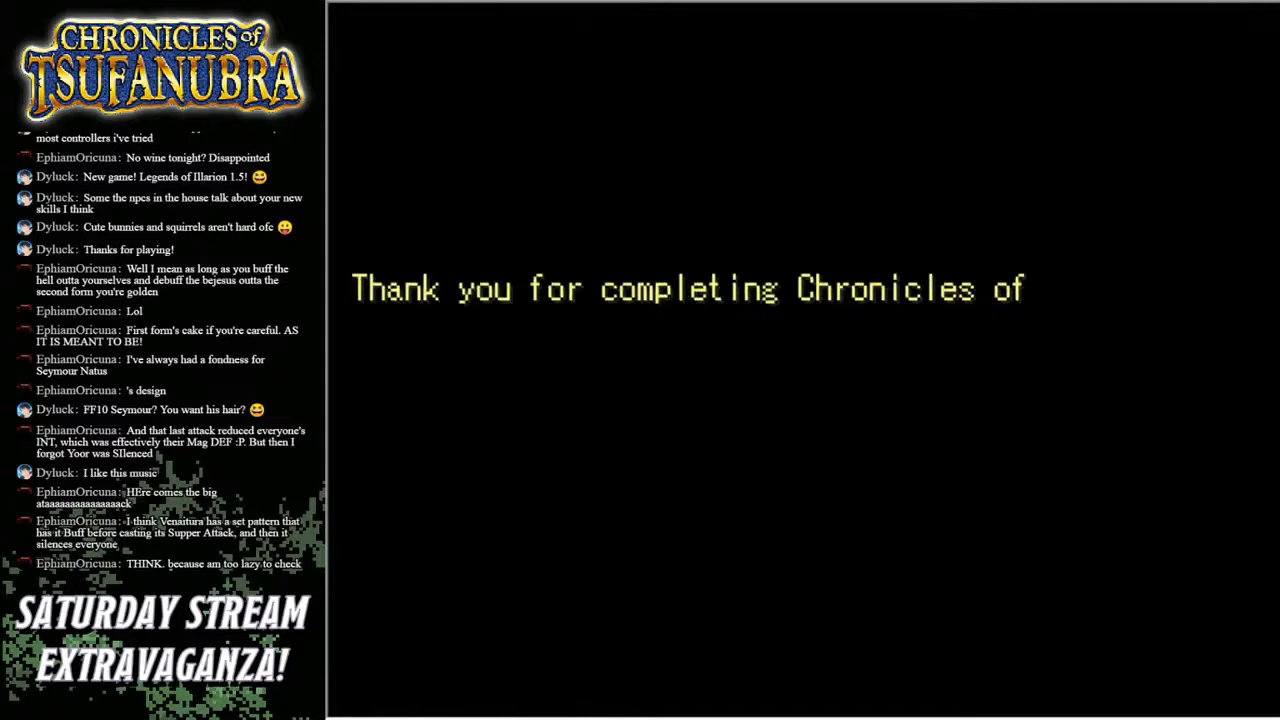 CHRONICLES of
TSUFANUBRA
most controllers i've tried
EphiamOricuna: No wine tonight? Disappointed
Dyluck: New game! Legends of Illarion 1.5! 😆
Dyluck: Some the npcs in the house talk about your new
skills I think
Dyluck: Cute bunnies and squirrels aren't hard ofc 😛
Dyluck: Thanks for playing!
EphiamOricuna: Well I mean as long as you buff the
hell outta yourselves and debuff the bejesus outta the
second form you're golden
EphiamOricuna: Lol
EphiamOricuna: First form's cake if you're careful. AS
IT IS MEANT TO BE!
EphiamOricuna: I've always had a fondness for
Seymour Natus
EphiamOricuna: 's design
Dyluck: FF10 Seymour? You want his hair? 😆
EphiamOricuna: And that last attack reduced everyone's
INT, which was effectively their Mag DEF :P. But then I
forgot Yoor was SIlenced
Dyluck: I like this music
EphiamOricuna: HEre comes the big
ataaaaaaaaaaaaaaack
EphiamOricuna: I think Venaitura has a set pattern that
has it Buff before casting its Supper Attack, and then it
silences everyone
EphiamOricuna: THINK. because am too lazy to check
SATURDAY STREAM
EXTRAVAGANZA!
Thank you for completing Chronicles of